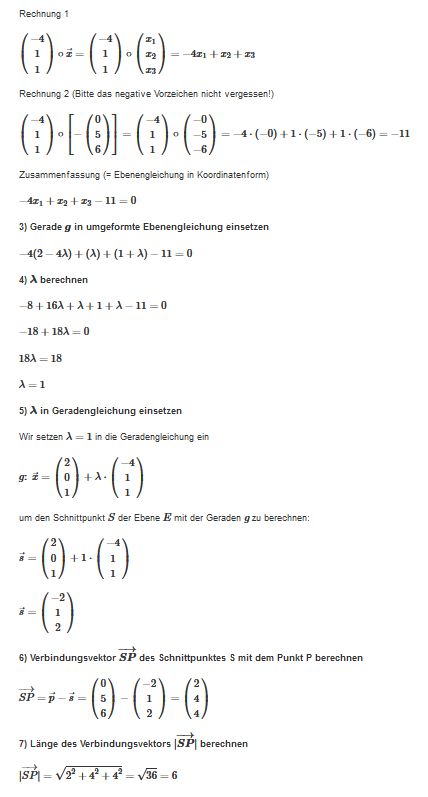 Rechnung 1
$\begin{pmatrix} -4 \\ 1 \\ 1 \end{pmatrix} \circ \vec{x} = \begin{pmatrix} -4 \\ 1 \\ 1 \end{pmatrix} \circ \begin{pmatrix} x_1 \\ x_2 \\ x_3 \end{pmatrix} = -4x_1 + x_2 + x_3$
Rechnung 2 (Bitte das negative Vorzeichen nicht vergessen!)
$\begin{pmatrix} -4 \\ 1 \\ 1 \end{pmatrix} \circ \left[ - \begin{pmatrix} 0 \\ 5 \\ 6 \end{pmatrix} \right] = \begin{pmatrix} -4 \\ 1 \\ 1 \end{pmatrix} \circ \begin{pmatrix} -0 \\ -5 \\ -6 \end{pmatrix} = -4 \cdot (-0) + 1 \cdot (-5) + 1 \cdot (-6) = -11$
Zusammenfassung (= Ebenengleichung in Koordinatenform)
$-4x_1 + x_2 + x_3 - 11 = 0$
3) Gerade $g$ in umgeformte Ebenengleichung einsetzen
$-4(2 - 4\lambda) + (\lambda) + (1 + \lambda) - 11 = 0$
4) $\lambda$ berechnen
$-8 + 16\lambda + \lambda + 1 + \lambda - 11 = 0$
$-18 + 18\lambda = 0$
$18\lambda = 18$
$\lambda = 1$
5) $\lambda$ in Geradengleichung einsetzen
Wir setzen $\lambda = 1$ in die Geradengleichung ein
$g\colon \vec{x} = \begin{pmatrix} 2 \\ 0 \\ 1 \end{pmatrix} + \lambda \cdot \begin{pmatrix} -4 \\ 1 \\ 1 \end{pmatrix}$
um den Schnittpunkt $S$ der Ebene $E$ mit der Geraden $g$ zu berechnen:
$\vec{s} = \begin{pmatrix} 2 \\ 0 \\ 1 \end{pmatrix} + 1 \cdot \begin{pmatrix} -4 \\ 1 \\ 1 \end{pmatrix}$
$\vec{s} = \begin{pmatrix} -2 \\ 1 \\ 2 \end{pmatrix}$
6) Verbindungsvektor $\overrightarrow{SP}$ des Schnittpunktes S mit dem Punkt P berechnen
$\overrightarrow{SP} = \vec{p} - \vec{s} = \begin{pmatrix} 0 \\ 5 \\ 6 \end{pmatrix} - \begin{pmatrix} -2 \\ 1 \\ 2 \end{pmatrix} = \begin{pmatrix} 2 \\ 4 \\ 4 \end{pmatrix}$
7) Länge des Verbindungsvektors $|\overrightarrow{SP}|$ berechnen
$|\overrightarrow{SP}| = \sqrt{2^2 + 4^2 + 4^2} = \sqrt{36} = 6$